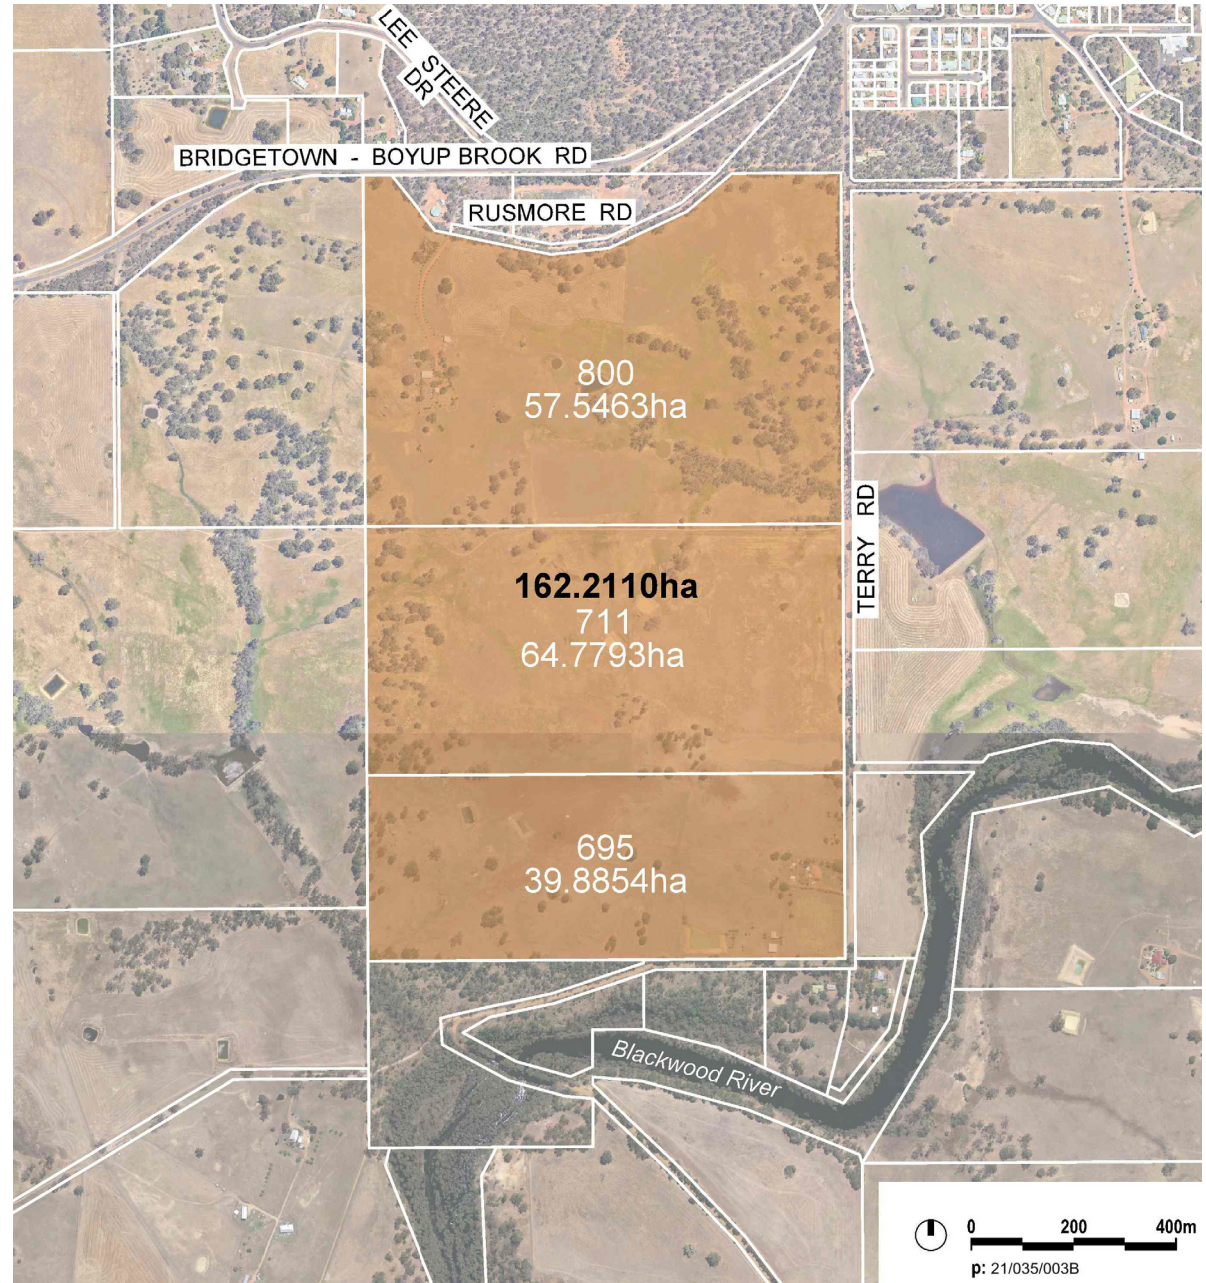 LEE STEERE
DR
BRIDGETOWN - BOYUP BROOK RD
RUSMORE RD
800
57.5463ha
TERRY RD
162.2110ha
711
64.7793ha
695
39.8854ha
Blackwood River
0 200 400m
p: 21/035/003B